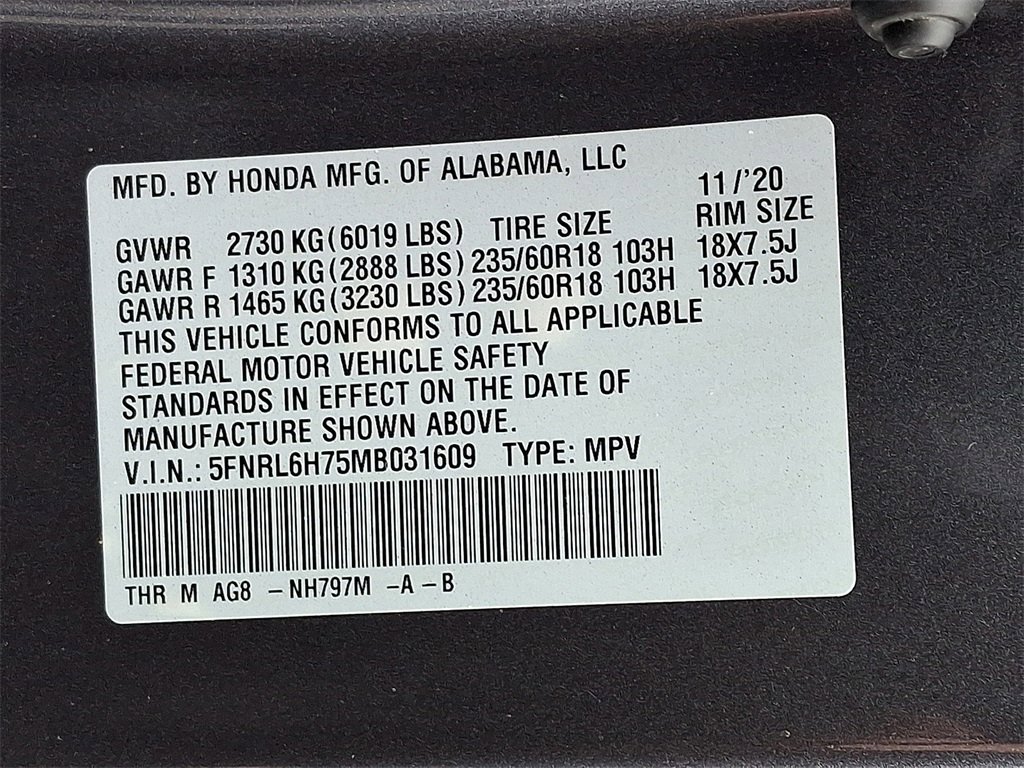 MFD. BY HONDA MFG. OF ALABAMA, LLC 11/'20
GVWR 2730 KG(6019 LBS) TIRE SIZE RIM SIZE
GAWR F 1310 KG(2888 LBS) 235/60R18 103H 18X7.5J
GAWR R 1465 KG(3230 LBS) 235/60R18 103H 18X7.5J
THIS VEHICLE CONFORMS TO ALL APPLICABLE
FEDERAL MOTOR VEHICLE SAFETY
STANDARDS IN EFFECT ON THE DATE OF
MANUFACTURE SHOWN ABOVE.
V.I.N.: 5FNRL6H75MB031609 TYPE: MPV
THR M AG8 -NH797M -A -B